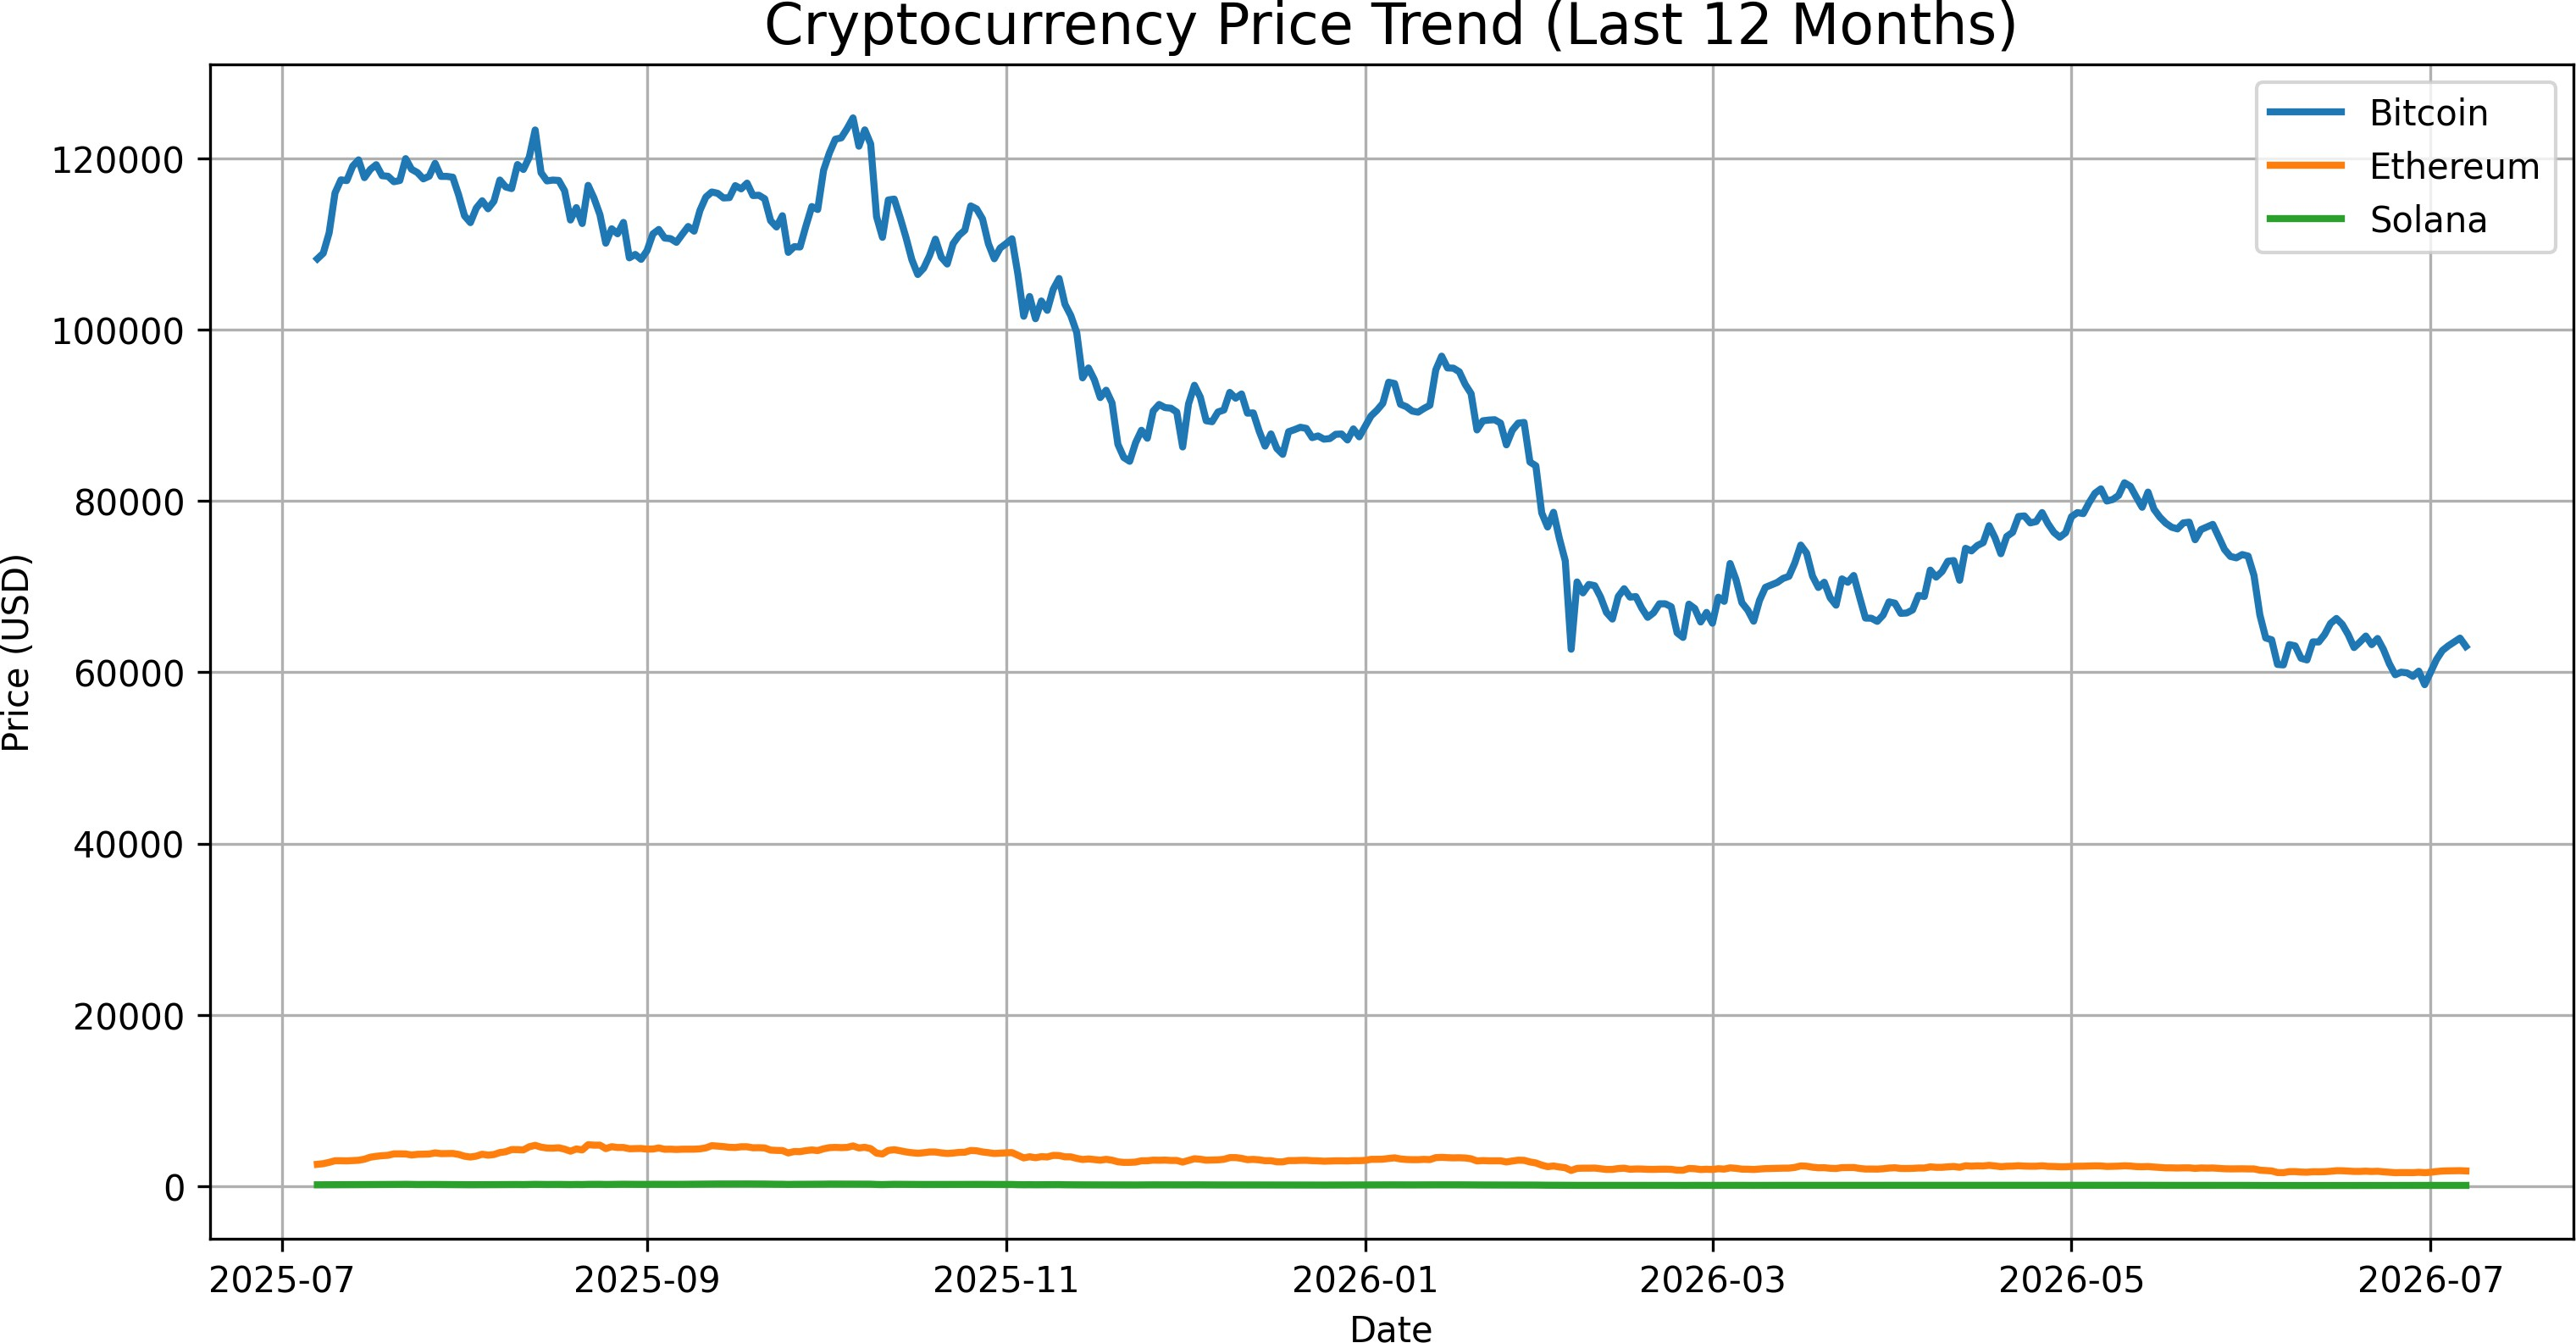 Cryptocurrency Price Trend (Last 12 Months)
Bitcoin
Ethereum
Solana
Price (USD)
120000
100000
80000
60000
40000
20000
0
2025-07 2025-09 2025-11 2026-01 2026-03 2026-05 2026-07
Date